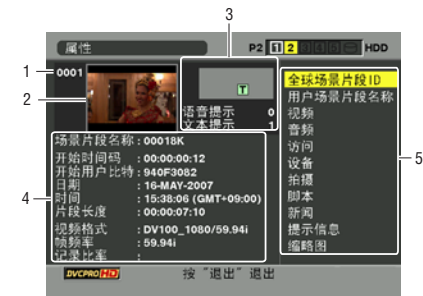 3
属性
P2 1 2 3 4 5 HDD
1
0001
2
T
语音提示 0
文本提示 1
全球场景片段ID
用户场景片段名称
视频
音频
访问
设备
拍摄
脚本
新闻
提示信息
缩略图
5
4
场景片段名称 : 00018K
开始时间码 : 00:00:00:12
开始用户比特 : 940F3082
日期 : 16-MAY-2007
时间 : 15:38:06 (GMT+09:00)
片段长度 : 00:00:07:10
视频格式 : DV100_1080/59.94i
帧频率 : 59.94i
记录比率 :
DVCPRO HD
按 "退出" 退出